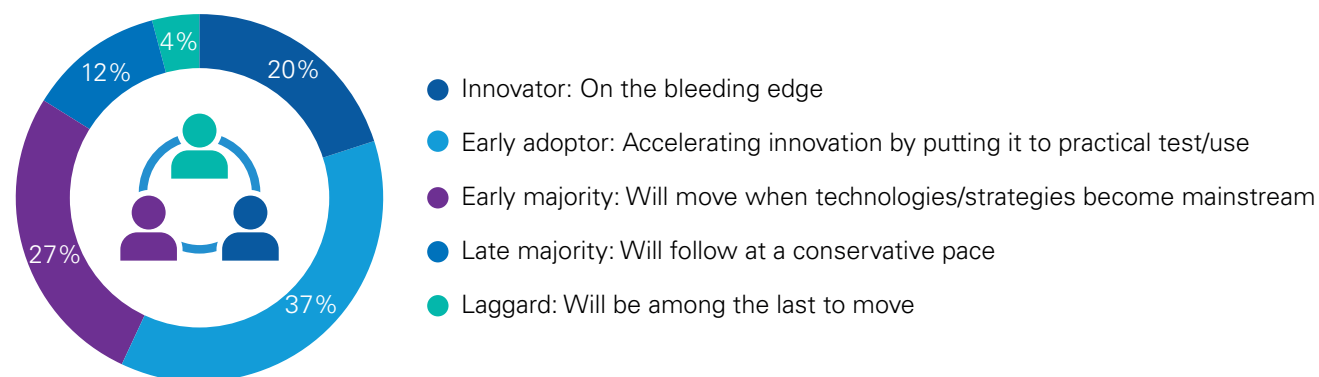 4%
12%
20%
27%
37%
Innovator: On the bleeding edge
Early adoptor: Accelerating innovation by putting it to practical test/use
Early majority: Will move when technologies/strategies become mainstream
Late majority: Will follow at a conservative pace
Laggard: Will be among the last to move